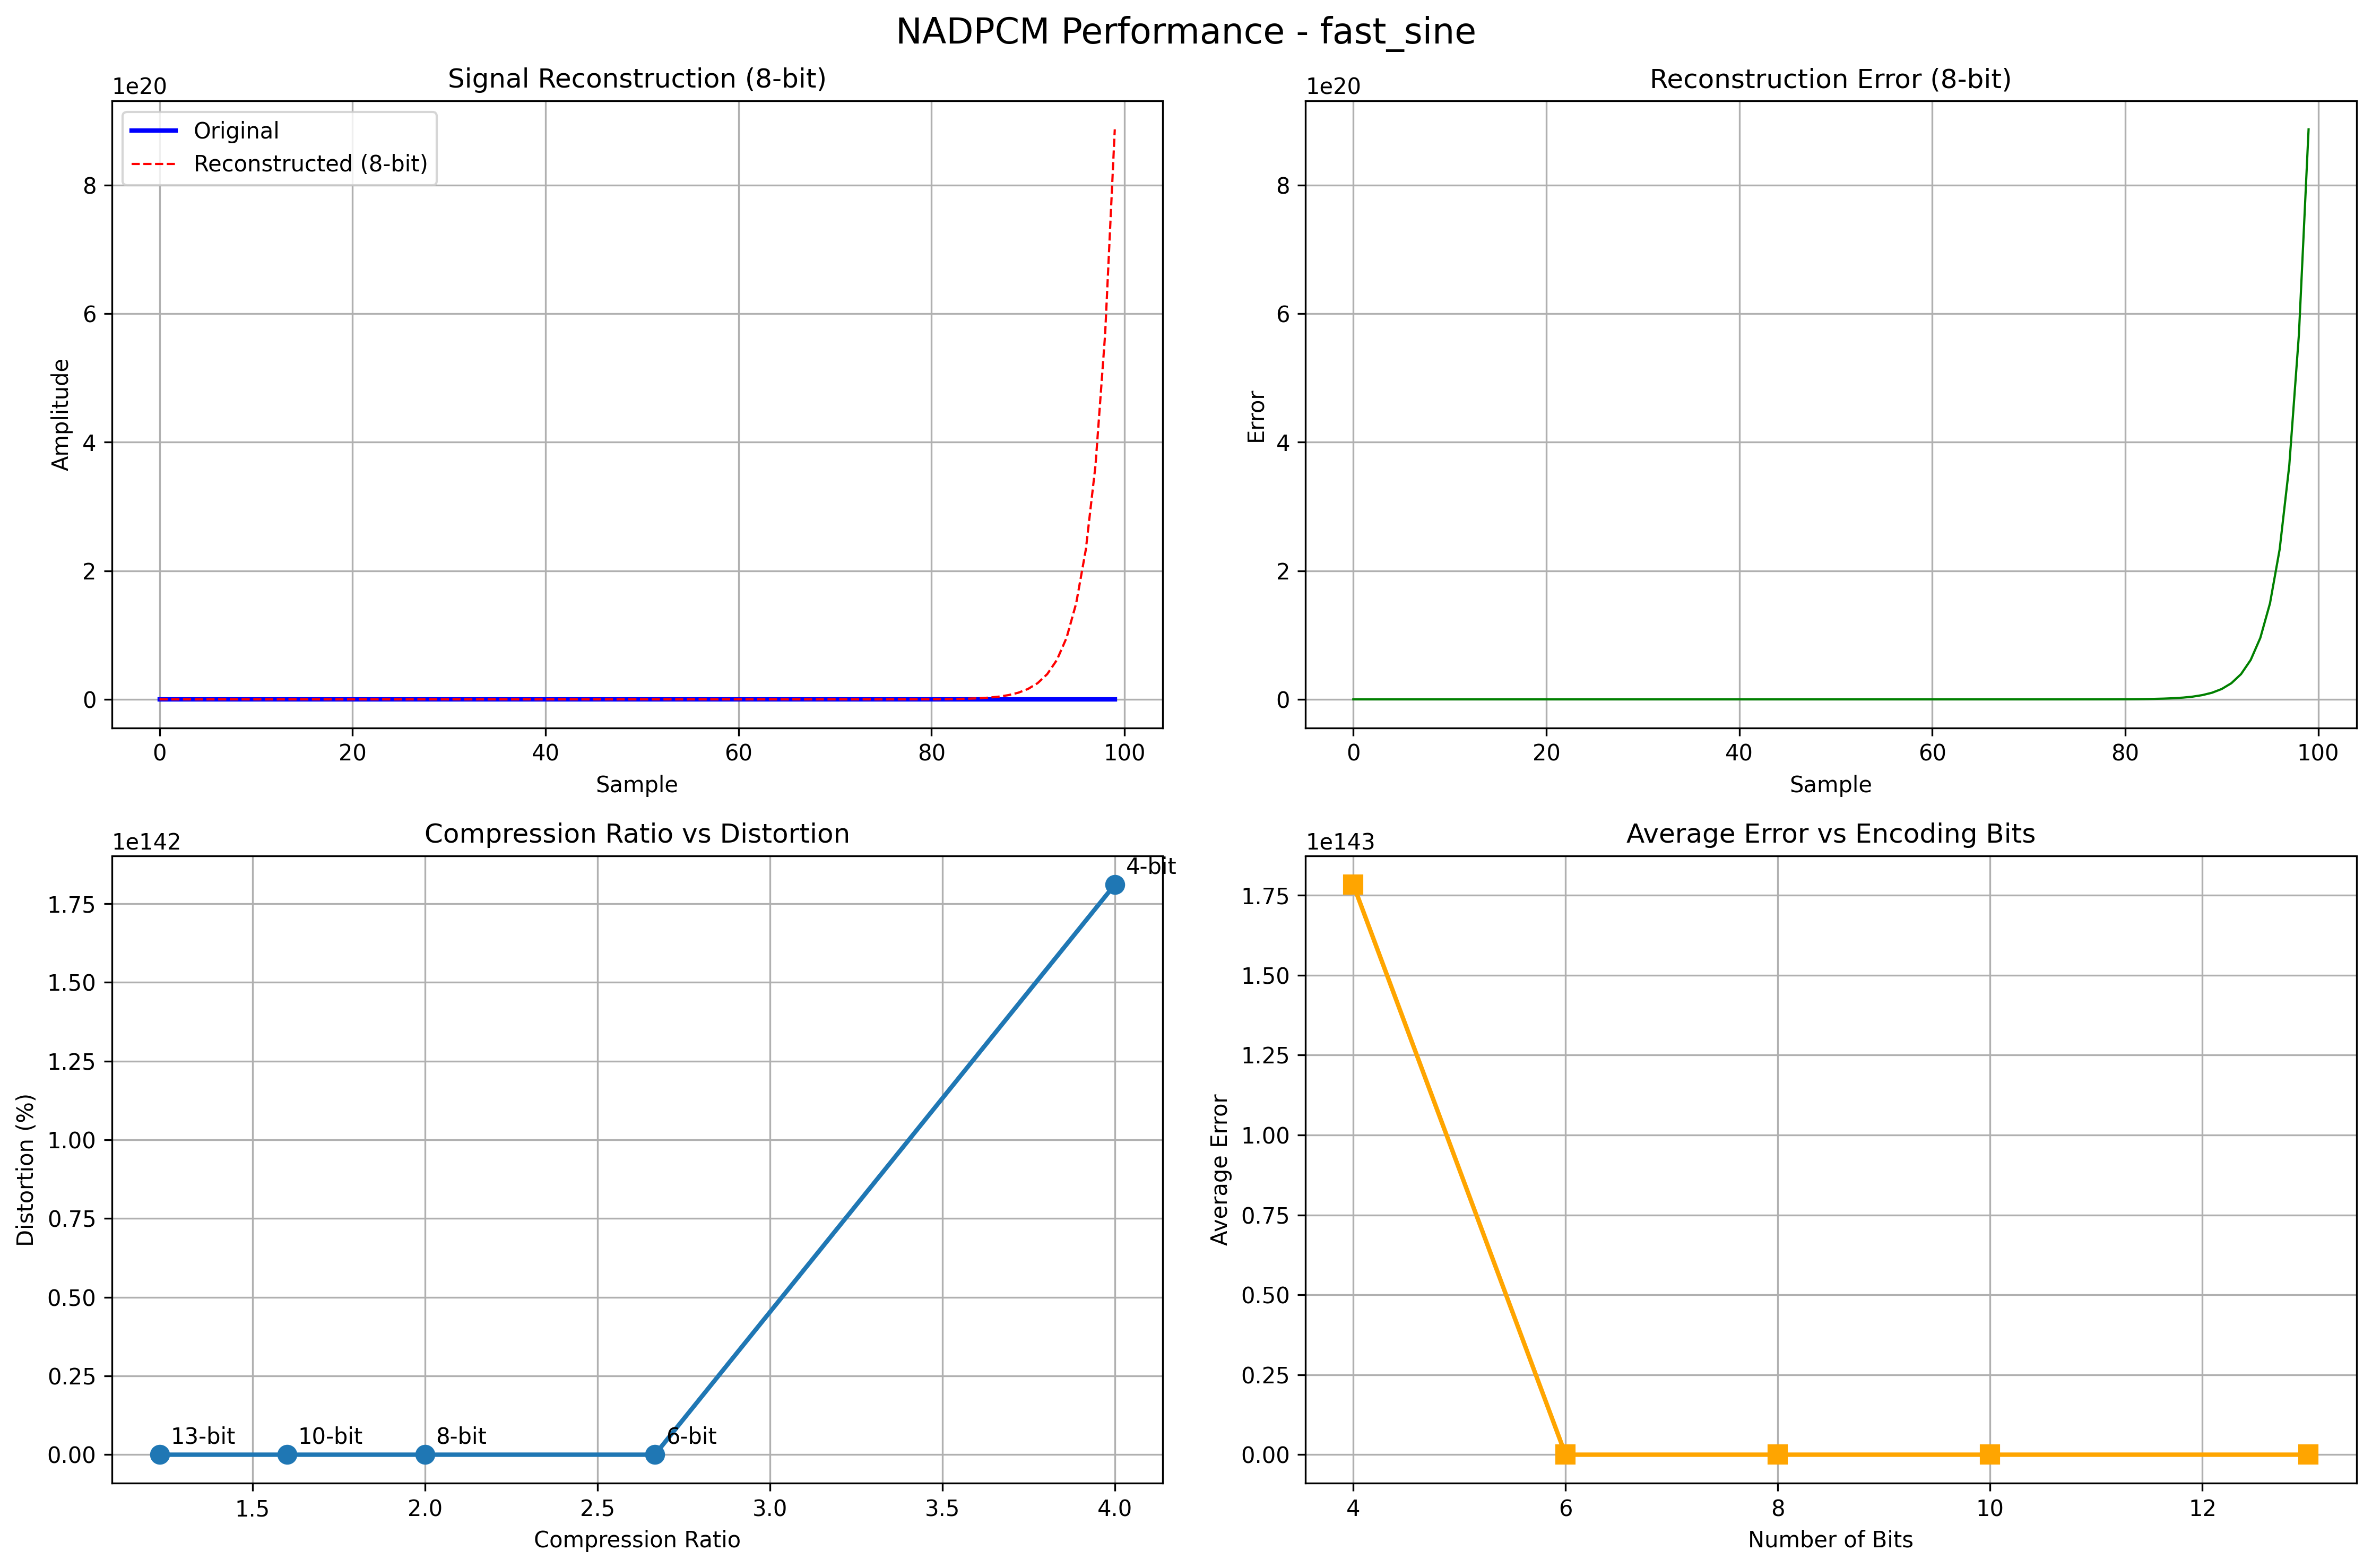 NADPCM Performance - fast_sine
Signal Reconstruction (8-bit)
1e20
Original
Reconstructed (8-bit)
Amplitude
8
6
4
2
0
0 20 40 60 80 100
Sample
Reconstruction Error (8-bit)
1e20
Error
8
6
4
2
0
0 20 40 60 80 100
Sample
Compression Ratio vs Distortion
1e142
Distortion (%)
1.75
1.50
1.25
1.00
0.75
0.50
0.25
0.00
4-bit
13-bit 10-bit 8-bit 6-bit
1.5 2.0 2.5 3.0 3.5 4.0
Compression Ratio
Average Error vs Encoding Bits
1e143
Average Error
1.75
1.50
1.25
1.00
0.75
0.50
0.25
0.00
4 6 8 10 12
Number of Bits